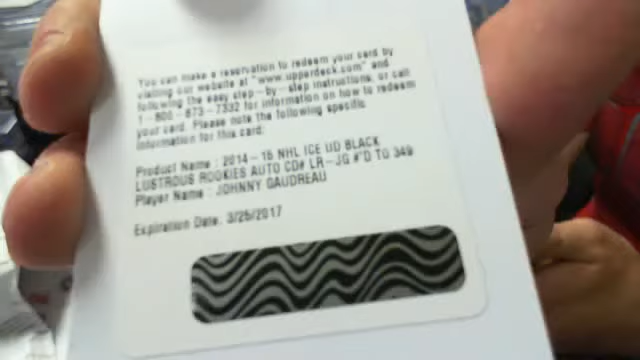 You can make a reservation to redeem your card by
visiting our website at "www.upperdeck.com" and
following the easy step-by-step instructions, or call
1-800-873-7332 for information on how to redeem
your card. Please note the following specific
information for this card:
Product Name : 2014-15 NHL ICE UD BLACK
LUSTROUS ROOKIES AUTO CD# LR-JG #'D TO 349
Player Name : JOHNNY GAUDREAU
Expiration Date. 3/25/2017